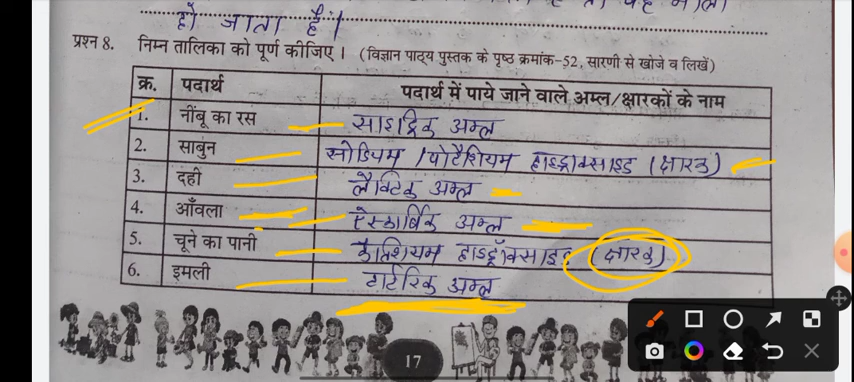 हो जाता है।
प्रश्न 8. निम्न तालिका को पूर्ण कीजिए । (विज्ञान पाठ्य पुस्तक के पृष्ठ क्रमांक-52, सारणी से खोजे व लिखें)
क्र. पदार्थ पदार्थ में पाये जाने वाले अम्ल/क्षारकों के नाम
1. नींबू का रस साइट्रिक अम्ल
2. साबुन सोडियम / पोटैशियम हाइड्राक्साइड (क्षारक)
3. दही लैक्टिक अम्ल
4. आँवला ऐस्कार्बिक अम्ल
5. चूने का पानी कैल्शियम हाइड्रॉक्साइड (क्षारक)
6. इमली टार्टरिक अम्ल
17